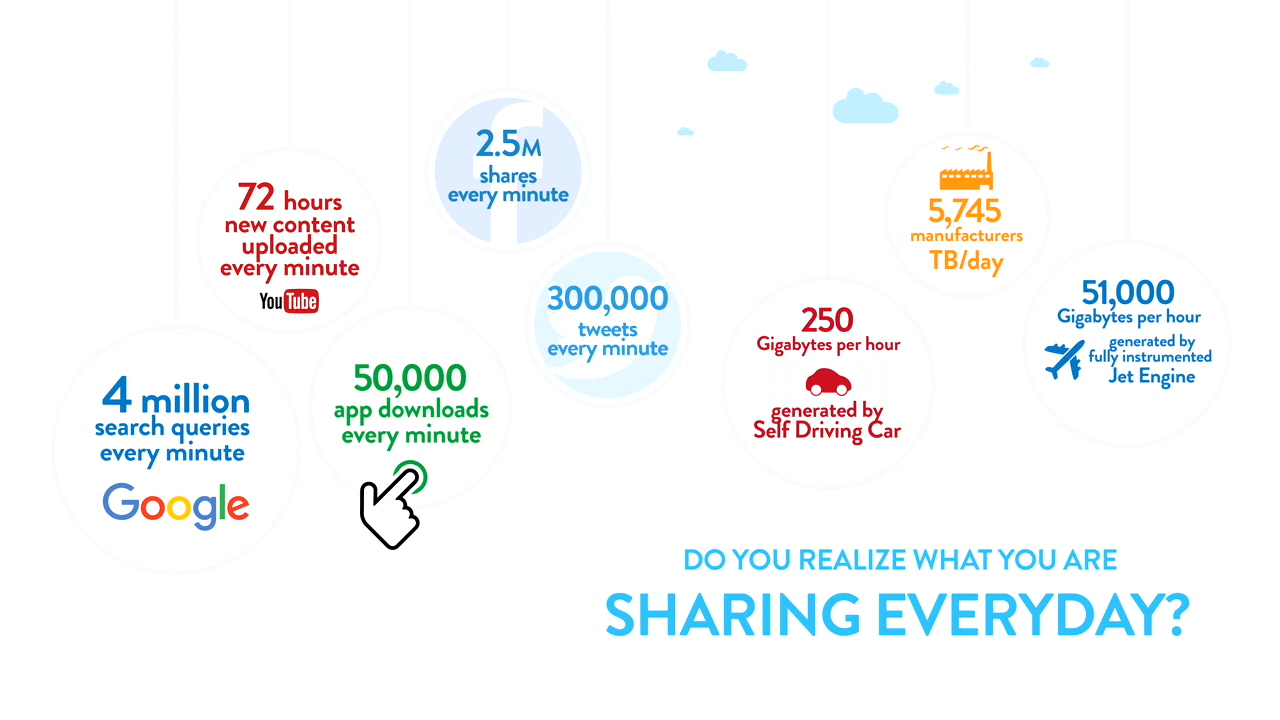 4 million
search queries
every minute
Google
72 hours
new content
uploaded
every minute
YouTube
50,000
app downloads
every minute
2.5M
shares
every minute
300,000
tweets
every minute
250
Gigabytes per hour
generated by
Self Driving Car
5,745
manufacturers
TB/day
51,000
Gigabytes per hour
generated by
fully instrumented
Jet Engine
DO YOU REALIZE WHAT YOU ARE
SHARING EVERYDAY?